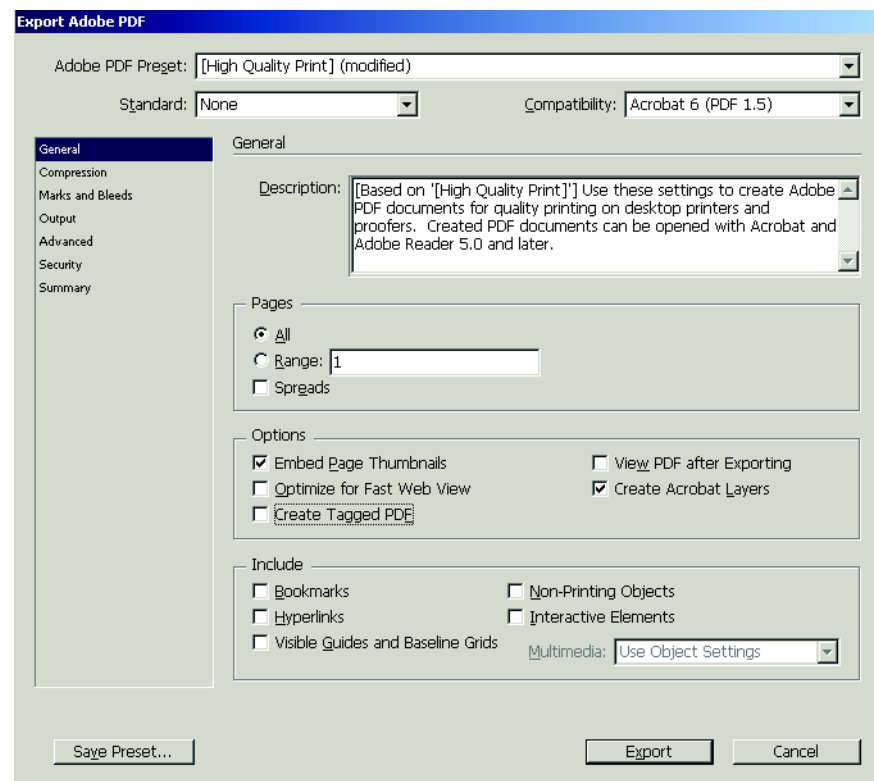 Export Adobe PDF
Adobe PDF Preset: [High Quality Print] (modified)
Standard: None
Compatibility: Acrobat 6 (PDF 1.5)
General
Compression
Marks and Bleeds
Output
Advanced
Security
Summary
General
Description: [Based on '[High Quality Print]'] Use these settings to create Adobe
PDF documents for quality printing on desktop printers and
proofers. Created PDF documents can be opened with Acrobat and
Adobe Reader 5.0 and later.
Pages
All
Range: 1
Spreads
Options
Embed Page Thumbnails
Optimize for Fast Web View
Create Tagged PDF
View PDF after Exporting
Create Acrobat Layers
Include
Bookmarks
Hyperlinks
Visible Guides and Baseline Grids
Non-Printing Objects
Interactive Elements
Multimedia: Use Object Settings
Save Preset...
Export
Cancel